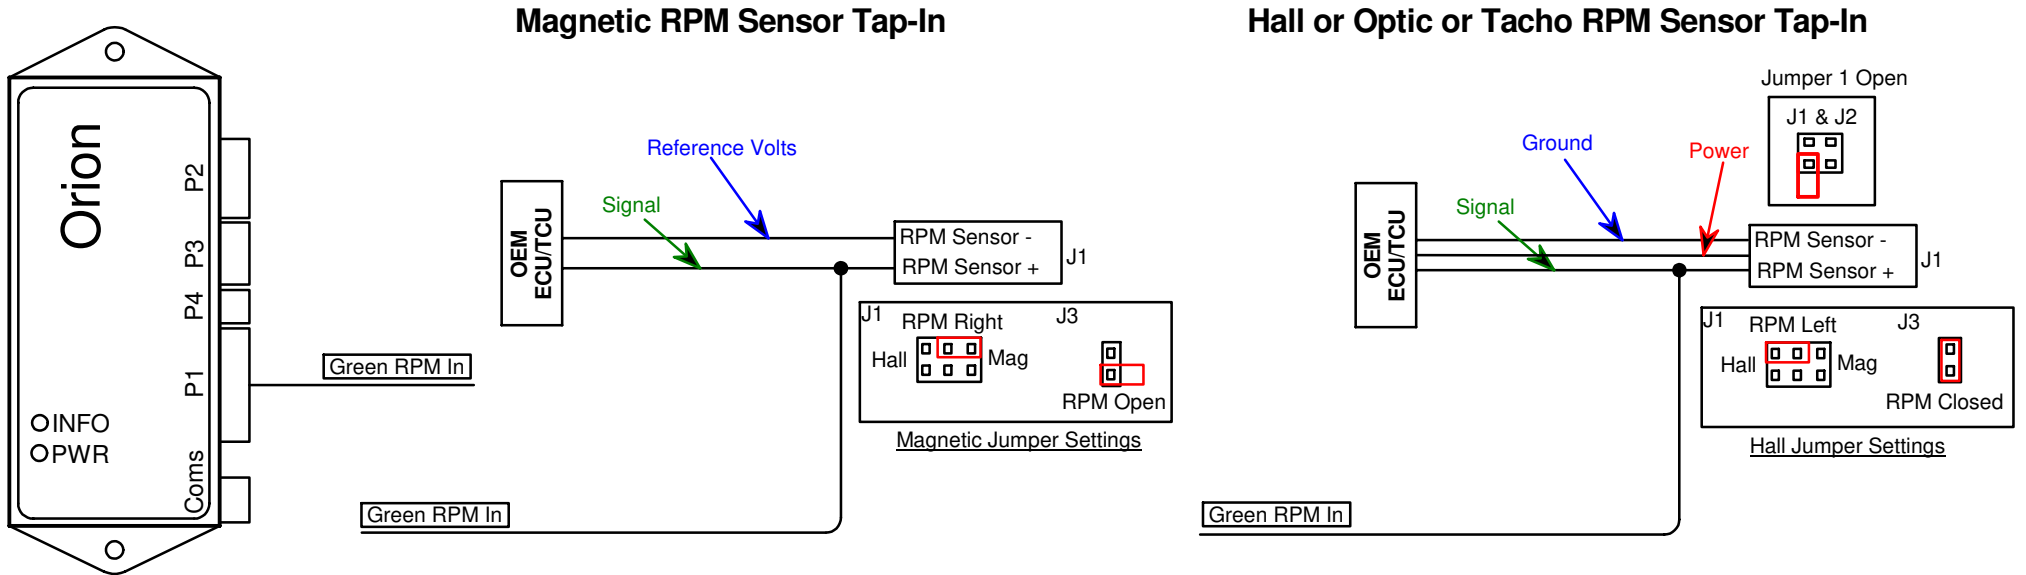 Magnetic RPM Sensor Tap-In
Hall or Optic or Tacho RPM Sensor Tap-In
Orion
P2
P3
P4
P1
Coms
INFO
PWR
Green RPM In
Reference Volts
Signal
OEM
ECU/TCU
RPM Sensor -
RPM Sensor +
J1
J1
RPM Right
J3
Hall
Mag
RPM Open
Magnetic Jumper Settings
Green RPM In
Jumper 1 Open
J1 & J2
Ground
Power
Signal
OEM
ECU/TCU
RPM Sensor -
RPM Sensor +
J1
J1
RPM Left
J3
Hall
Mag
RPM Closed
Hall Jumper Settings
Green RPM In